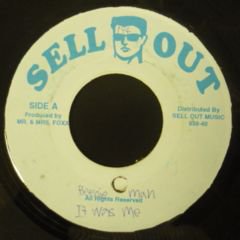 SELL OUT
SIDE A
Produced by
MR. & MRS. FOXX
Distributed By
SELL OUT MUSIC
All Rights Reserved
man
It was me